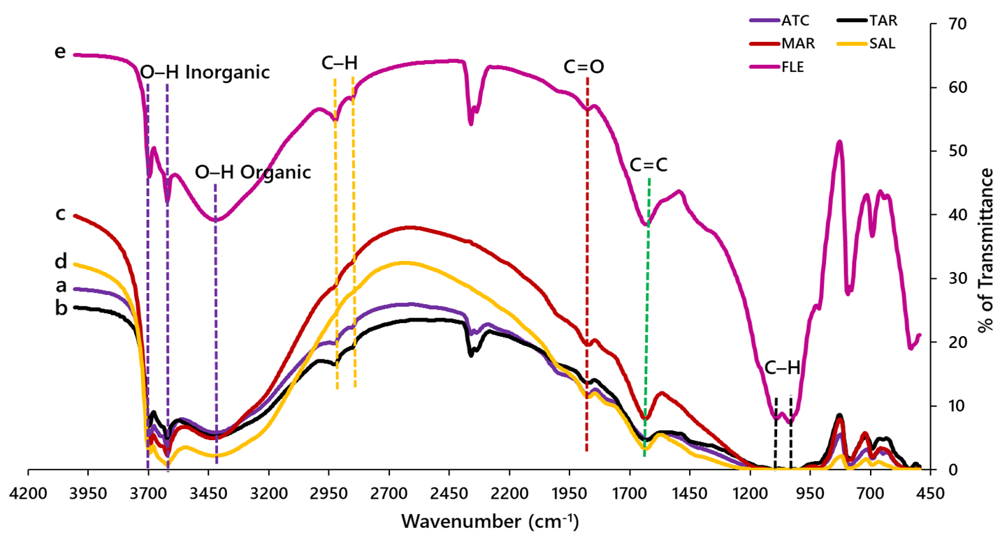 ATC
TAR
MAR
SAL
FLE
70
60
50
40
30
20
10
0
% of Transmittance
e
c
d
a
b
O–H Inorganic
C–H
C=O
O–H Organic
C=C
C–H
4200 3950 3700 3450 3200 2950 2700 2450 2200 1950 1700 1450 1200 950 700 450
Wavenumber (cm⁻¹)